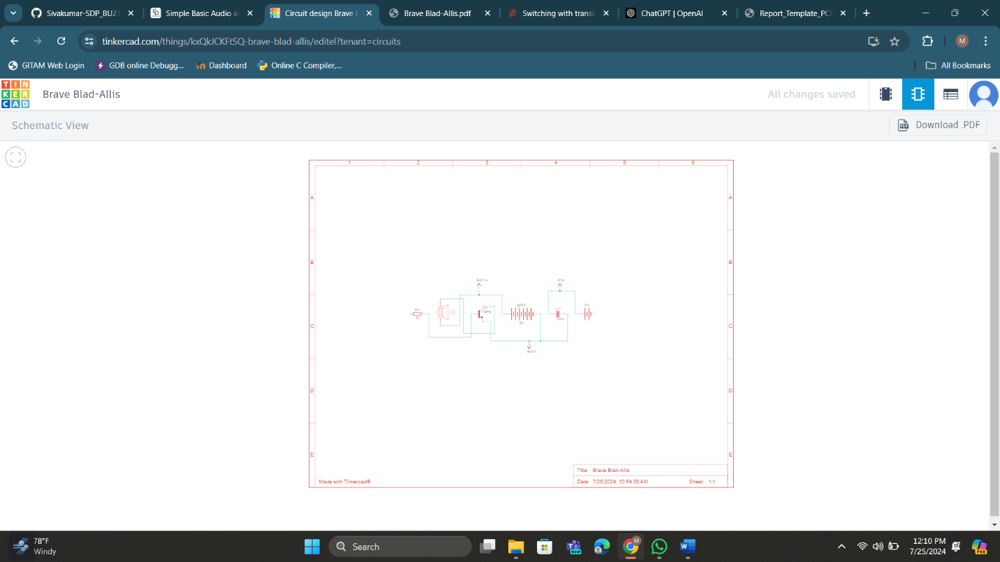 Sivakumar-SDP_BU21
Simple Basic Audio a
Circuit design Brave B
Brave Blad-Allis.pdf
Switching with transi
ChatGPT | OpenAI
Report_Template_PCB
tinkercad.com/things/kxQkJCKFtSQ-brave-blad-allis/editel?tenant=circuits
M
GITAM Web Login
GDB online Debugg...
Dashboard
Online C Compiler,...
All Bookmarks
TIN
KER
CAD
Brave Blad-Allis
All changes saved
Schematic View
PDF
Download .PDF
1 2 3 4 5 6
A A
B B
BAT1+
P1+
R1
1k
T1
NPN
BAT1
9V
C1
P1
C C
BAT1-
D D
E E
Title: Brave Blad-Allis
Made with Tinkercad®
Date: 7/25/2024, 10:54:36 AM
Sheet: 1/1
78°F
Windy
Search
NEW
M
W
12:10 PM
7/25/2024
PRE